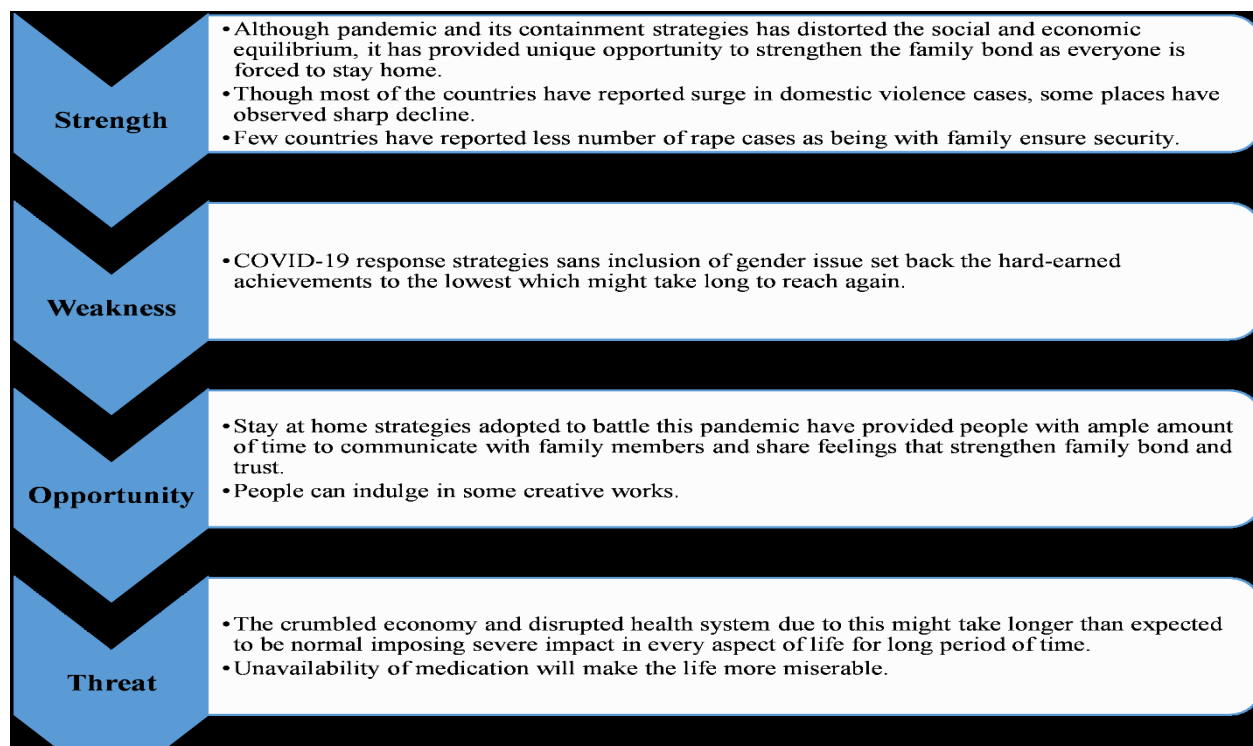 Strength
•Although pandemic and its containment strategies has distorted the social and economic
equilibrium, it has provided unique opportunity to strengthen the family bond as everyone is
forced to stay home.
•Though most of the countries have reported surge in domestic violence cases, some places have
observed sharp decline.
•Few countries have reported less number of rape cases as being with family ensure security.
Weakness
•COVID-19 response strategies sans inclusion of gender issue set back the hard-earned
achievements to the lowest which might take long to reach again.
Opportunity
•Stay at home strategies adopted to battle this pandemic have provided people with ample amount
of time to communicate with family members and share feelings that strengthen family bond and
trust.
•People can indulge in some creative works.
Threat
•The crumbled economy and disrupted health system due to this might take longer than expected
to be normal imposing severe impact in every aspect of life for long period of time.
•Unavailability of medication will make the life more miserable.